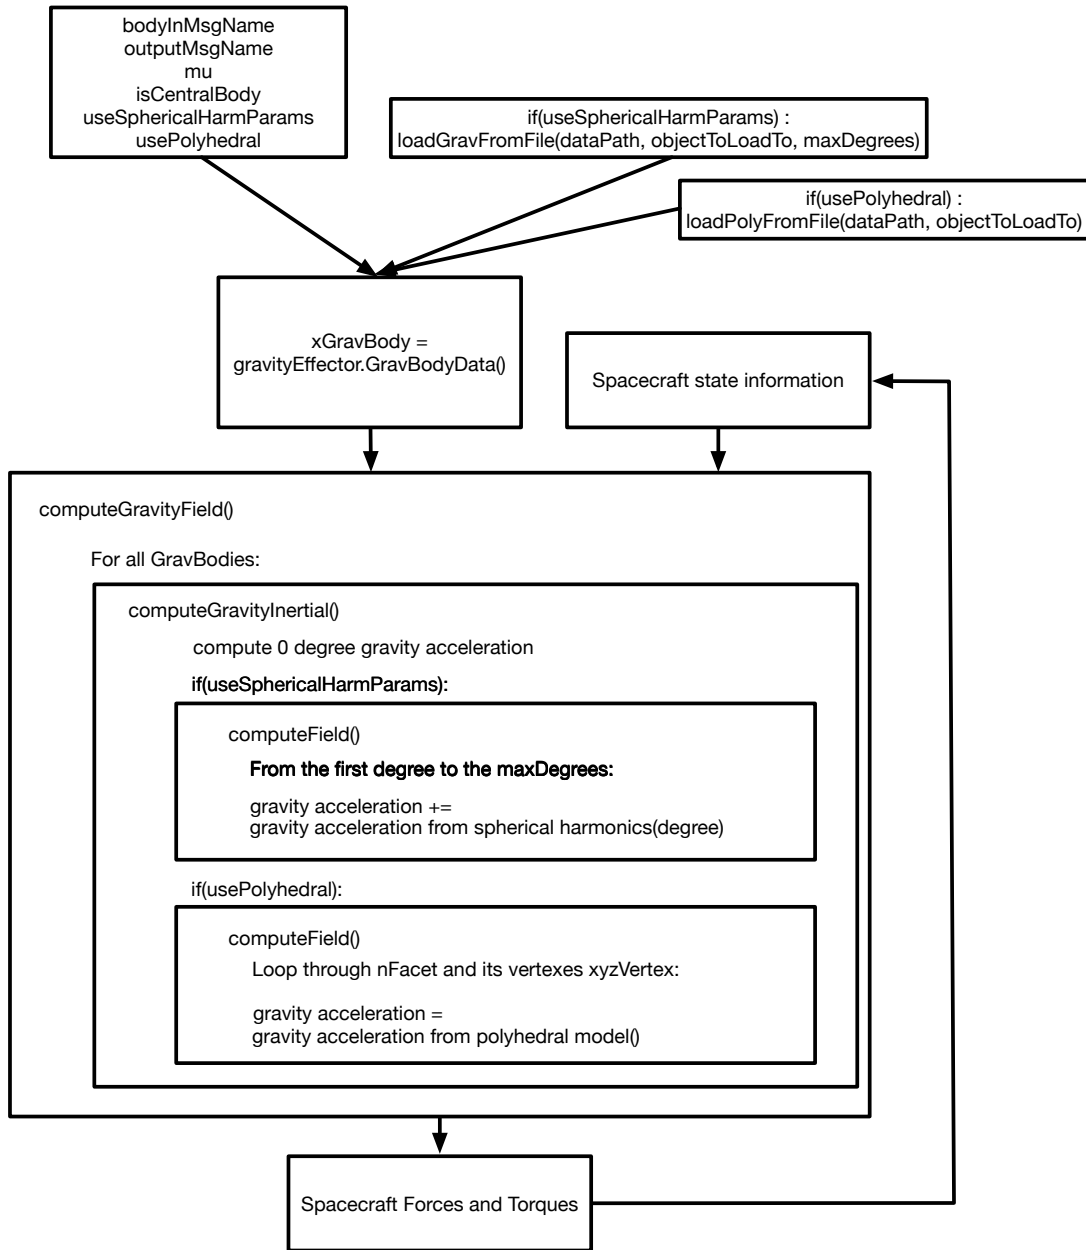 bodyInMsgName
outputMsgName
mu
isCentralBody
useSphericalHarmParams
usePolyhedral
if(useSphericalHarmParams) :
loadGravFromFile(dataPath, objectToLoadTo, maxDegrees)
if(usePolyhedral) :
loadPolyFromFile(dataPath, objectToLoadTo)
xGravBody =
gravityEffector.GravBodyData()
Spacecraft state information
computeGravityField()
For all GravBodies:
computeGravityInertial()
compute 0 degree gravity acceleration
if(useSphericalHarmParams):
computeField()
From the first degree to the maxDegrees:
gravity acceleration +=
gravity acceleration from spherical harmonics(degree)
if(usePolyhedral):
computeField()
Loop through nFacet and its vertexes xyzVertex:
gravity acceleration =
gravity acceleration from polyhedral model()
Spacecraft Forces and Torques